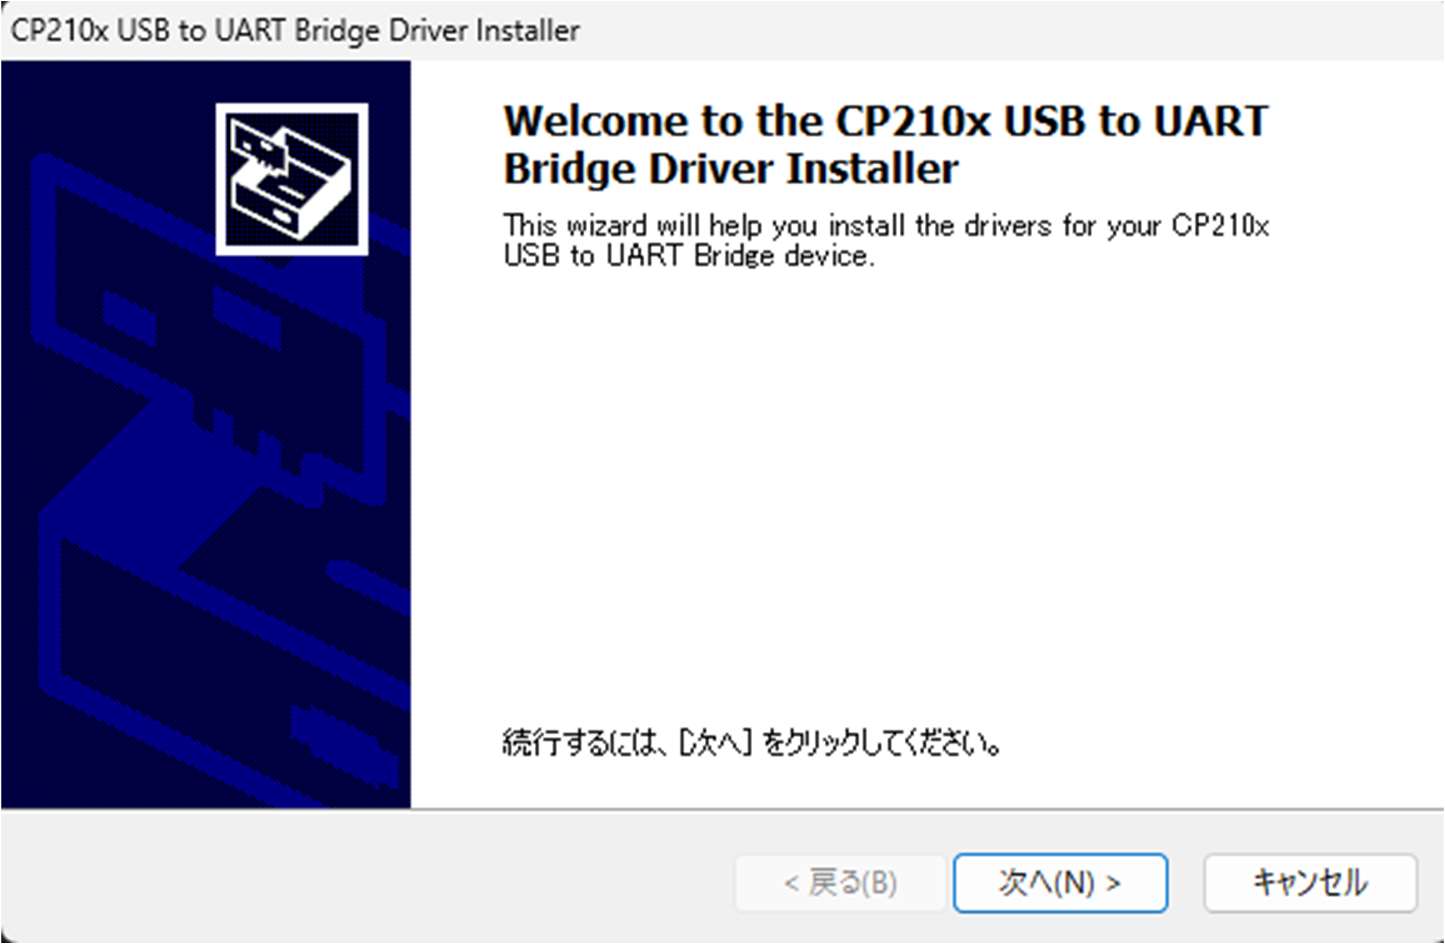 CP210x USB to UART Bridge Driver Installer
Welcome to the CP210x USB to UART
Bridge Driver Installer
This wizard will help you install the drivers for your CP210x
USB to UART Bridge device.
続行するには、[次へ] をクリックしてください。
< 戻る(B)
次へ(N) >
キャンセル